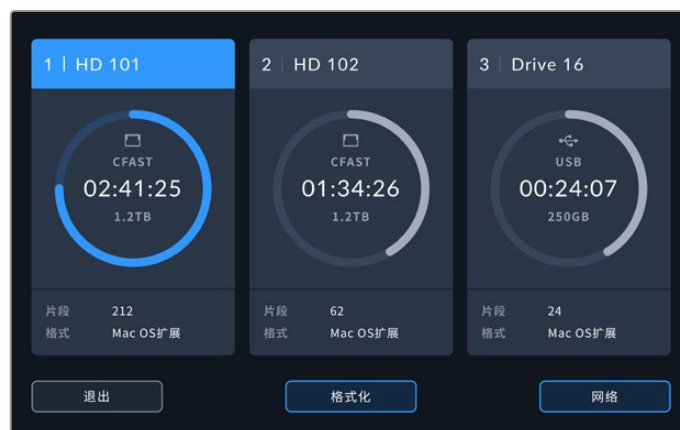 1 | HD 101
CFAST
02:41:25
1.2TB
片段 212
格式 Mac OS扩展
2 | HD 102
CFAST
01:34:26
1.2TB
片段 62
格式 Mac OS扩展
3 | Drive 16
USB
00:24:07
250GB
片段 24
格式 Mac OS扩展
退出
格式化
网络